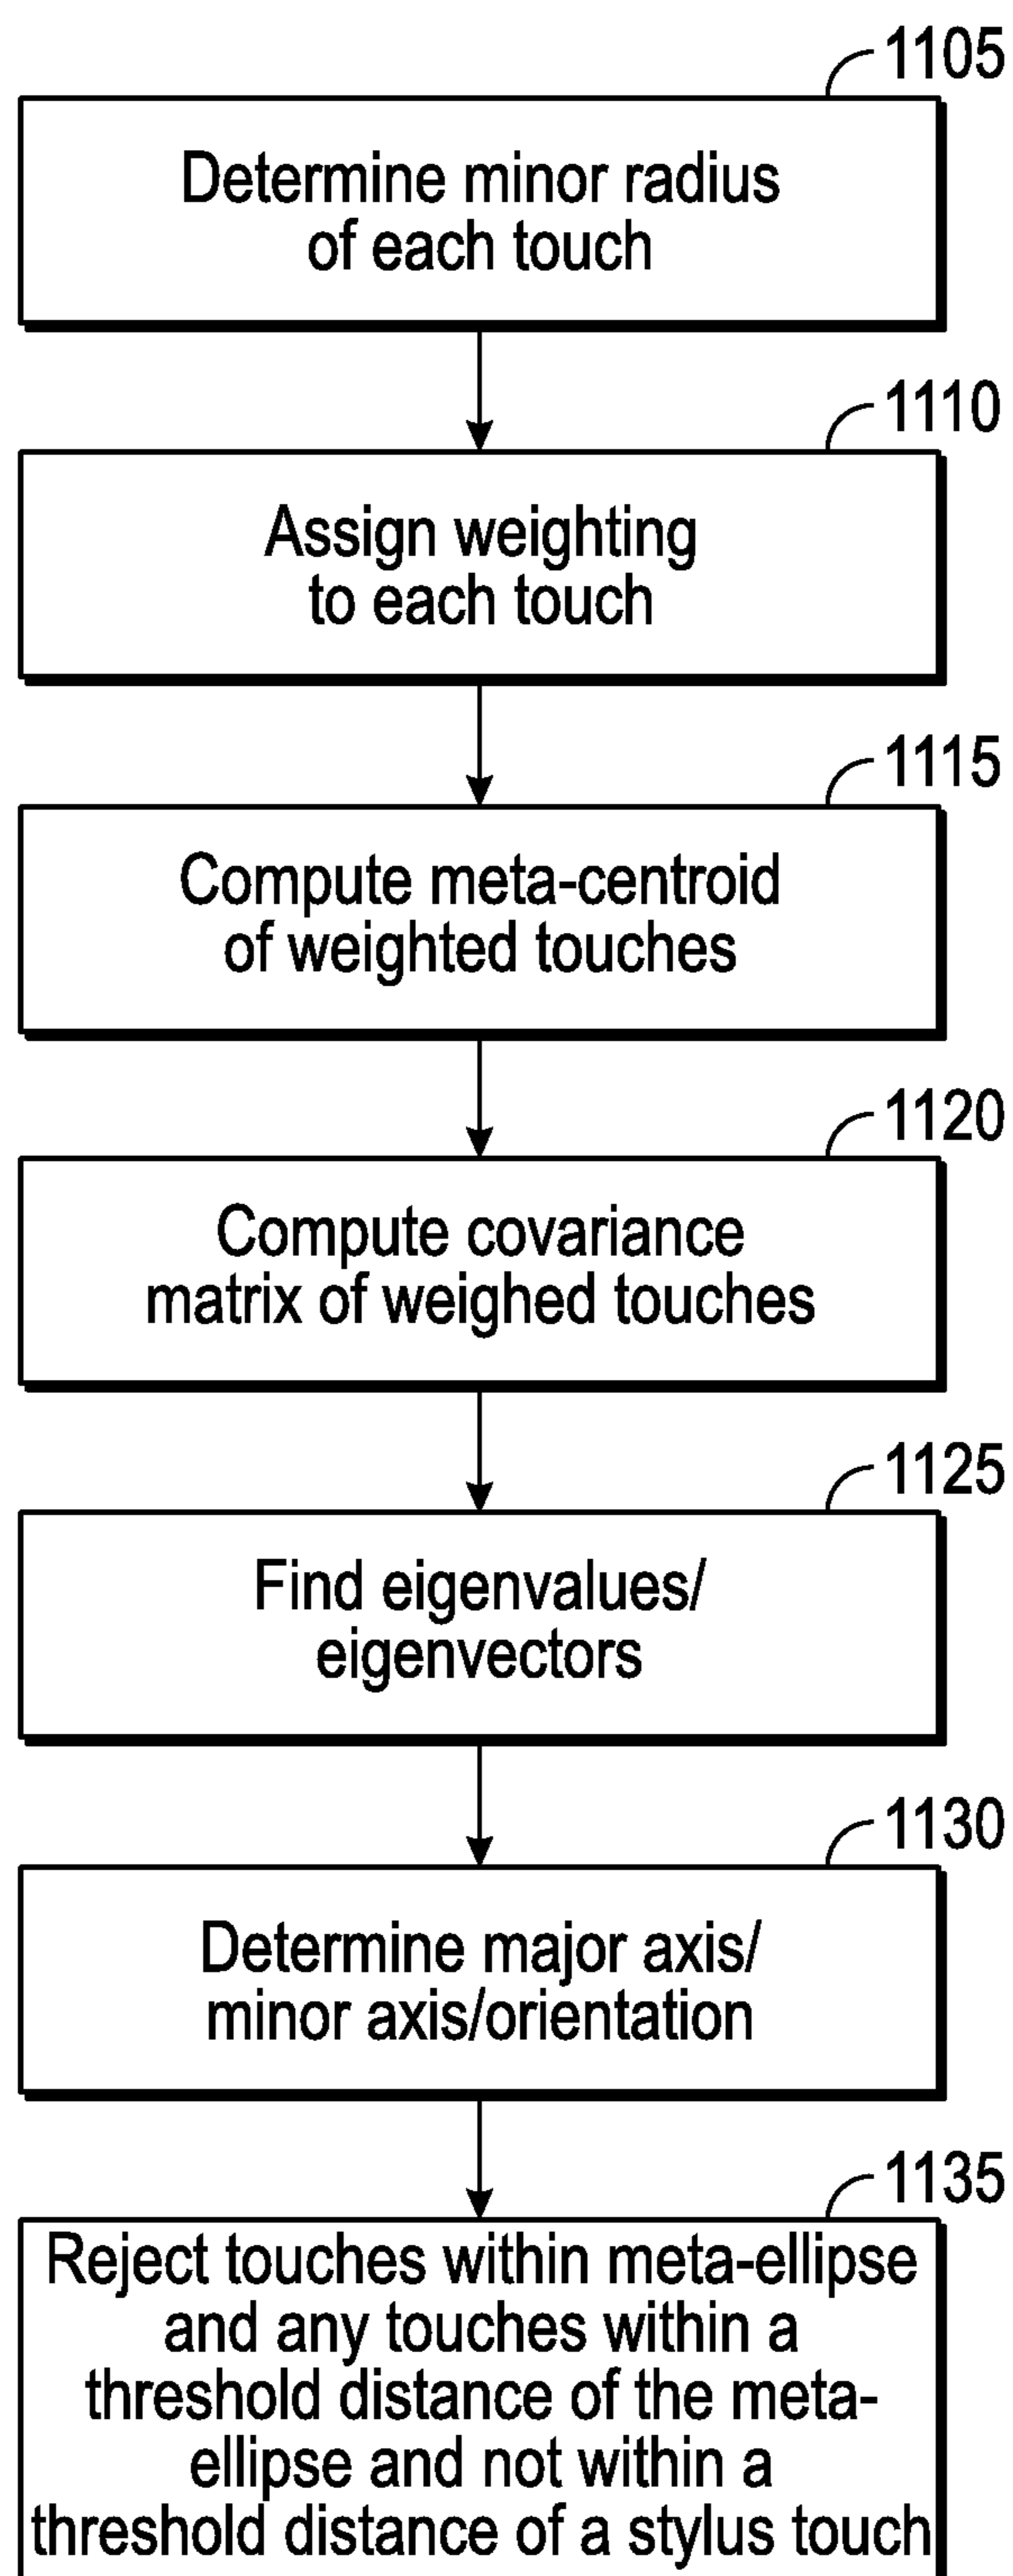 1105
Determine minor radius
of each touch
1110
Assign weighting
to each touch
1115
Compute meta-centroid
of weighted touches
1120
Compute covariance
matrix of weighed touches
1125
Find eigenvalues/
eigenvectors
1130
Determine major axis/
minor axis/orientation
1135
Reject touches within meta-ellipse
and any touches within a
threshold distance of the meta-
ellipse and not within a
threshold distance of a stylus touch